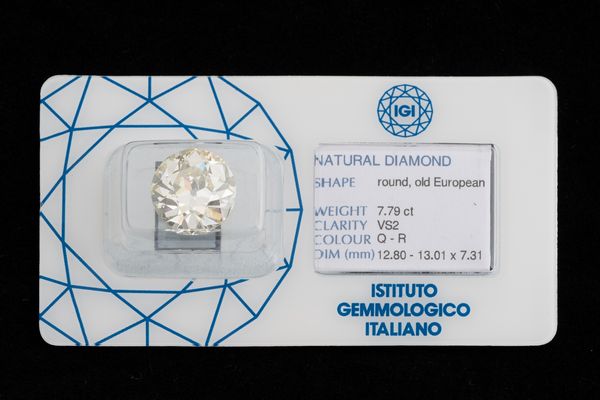 IGI
NATURAL DIAMOND
SHAPE round, old European
WEIGHT 7.79 ct
CLARITY VS2
COLOUR Q - R
DIM (mm) 12.80 - 13.01 x 7.31
ISTITUTO
GEMMOLOGICO
ITALIANO